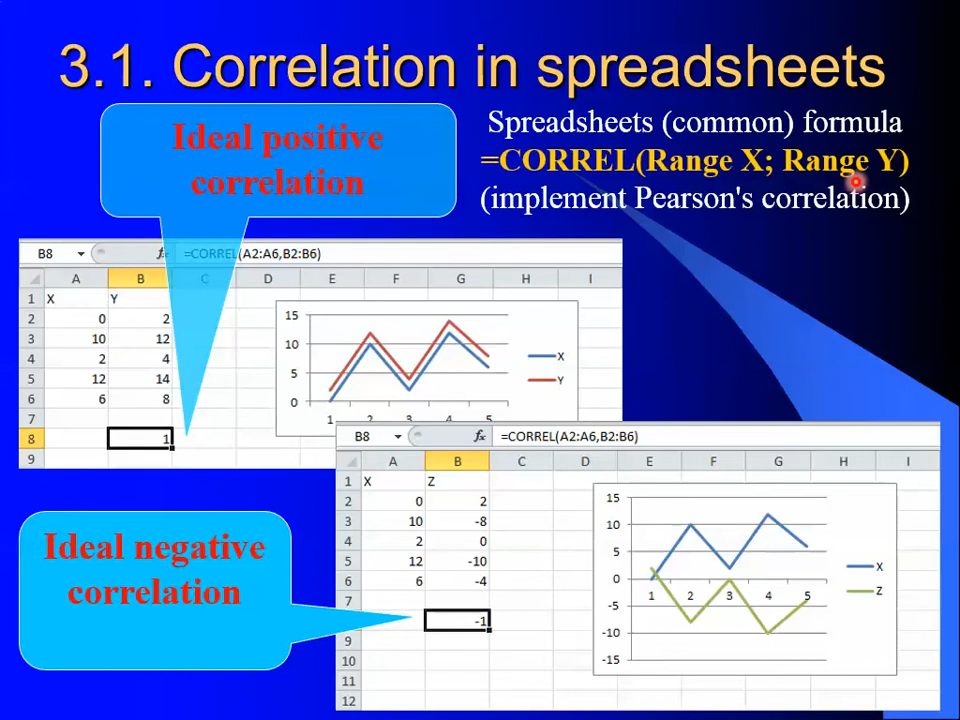 3.1. Correlation in spreadsheets
Ideal positive
correlation
Spreadsheets (common) formula
=CORREL(Range X; Range Y)
(implement Pearson's correlation)
B8 fx =CORREL(A2:A6,B2:B6)
A B C D E F G H I
1 X Y
2 0 2
3 10 12
4 2 4
5 12 14
6 6 8
7
8 1
9
15
10
5
0
1 2 3 4 5
X
Y
Ideal negative
correlation
B8 fx =CORREL(A2:A6,B2:B6)
A B C D E F G H I
1 X Z
2 0 2
3 10 -8
4 2 0
5 12 -10
6 6 -4
7
8 -1
9
10
11
12
15
10
5
0
-5
-10
-15
1 2 3 4 5
X
Z